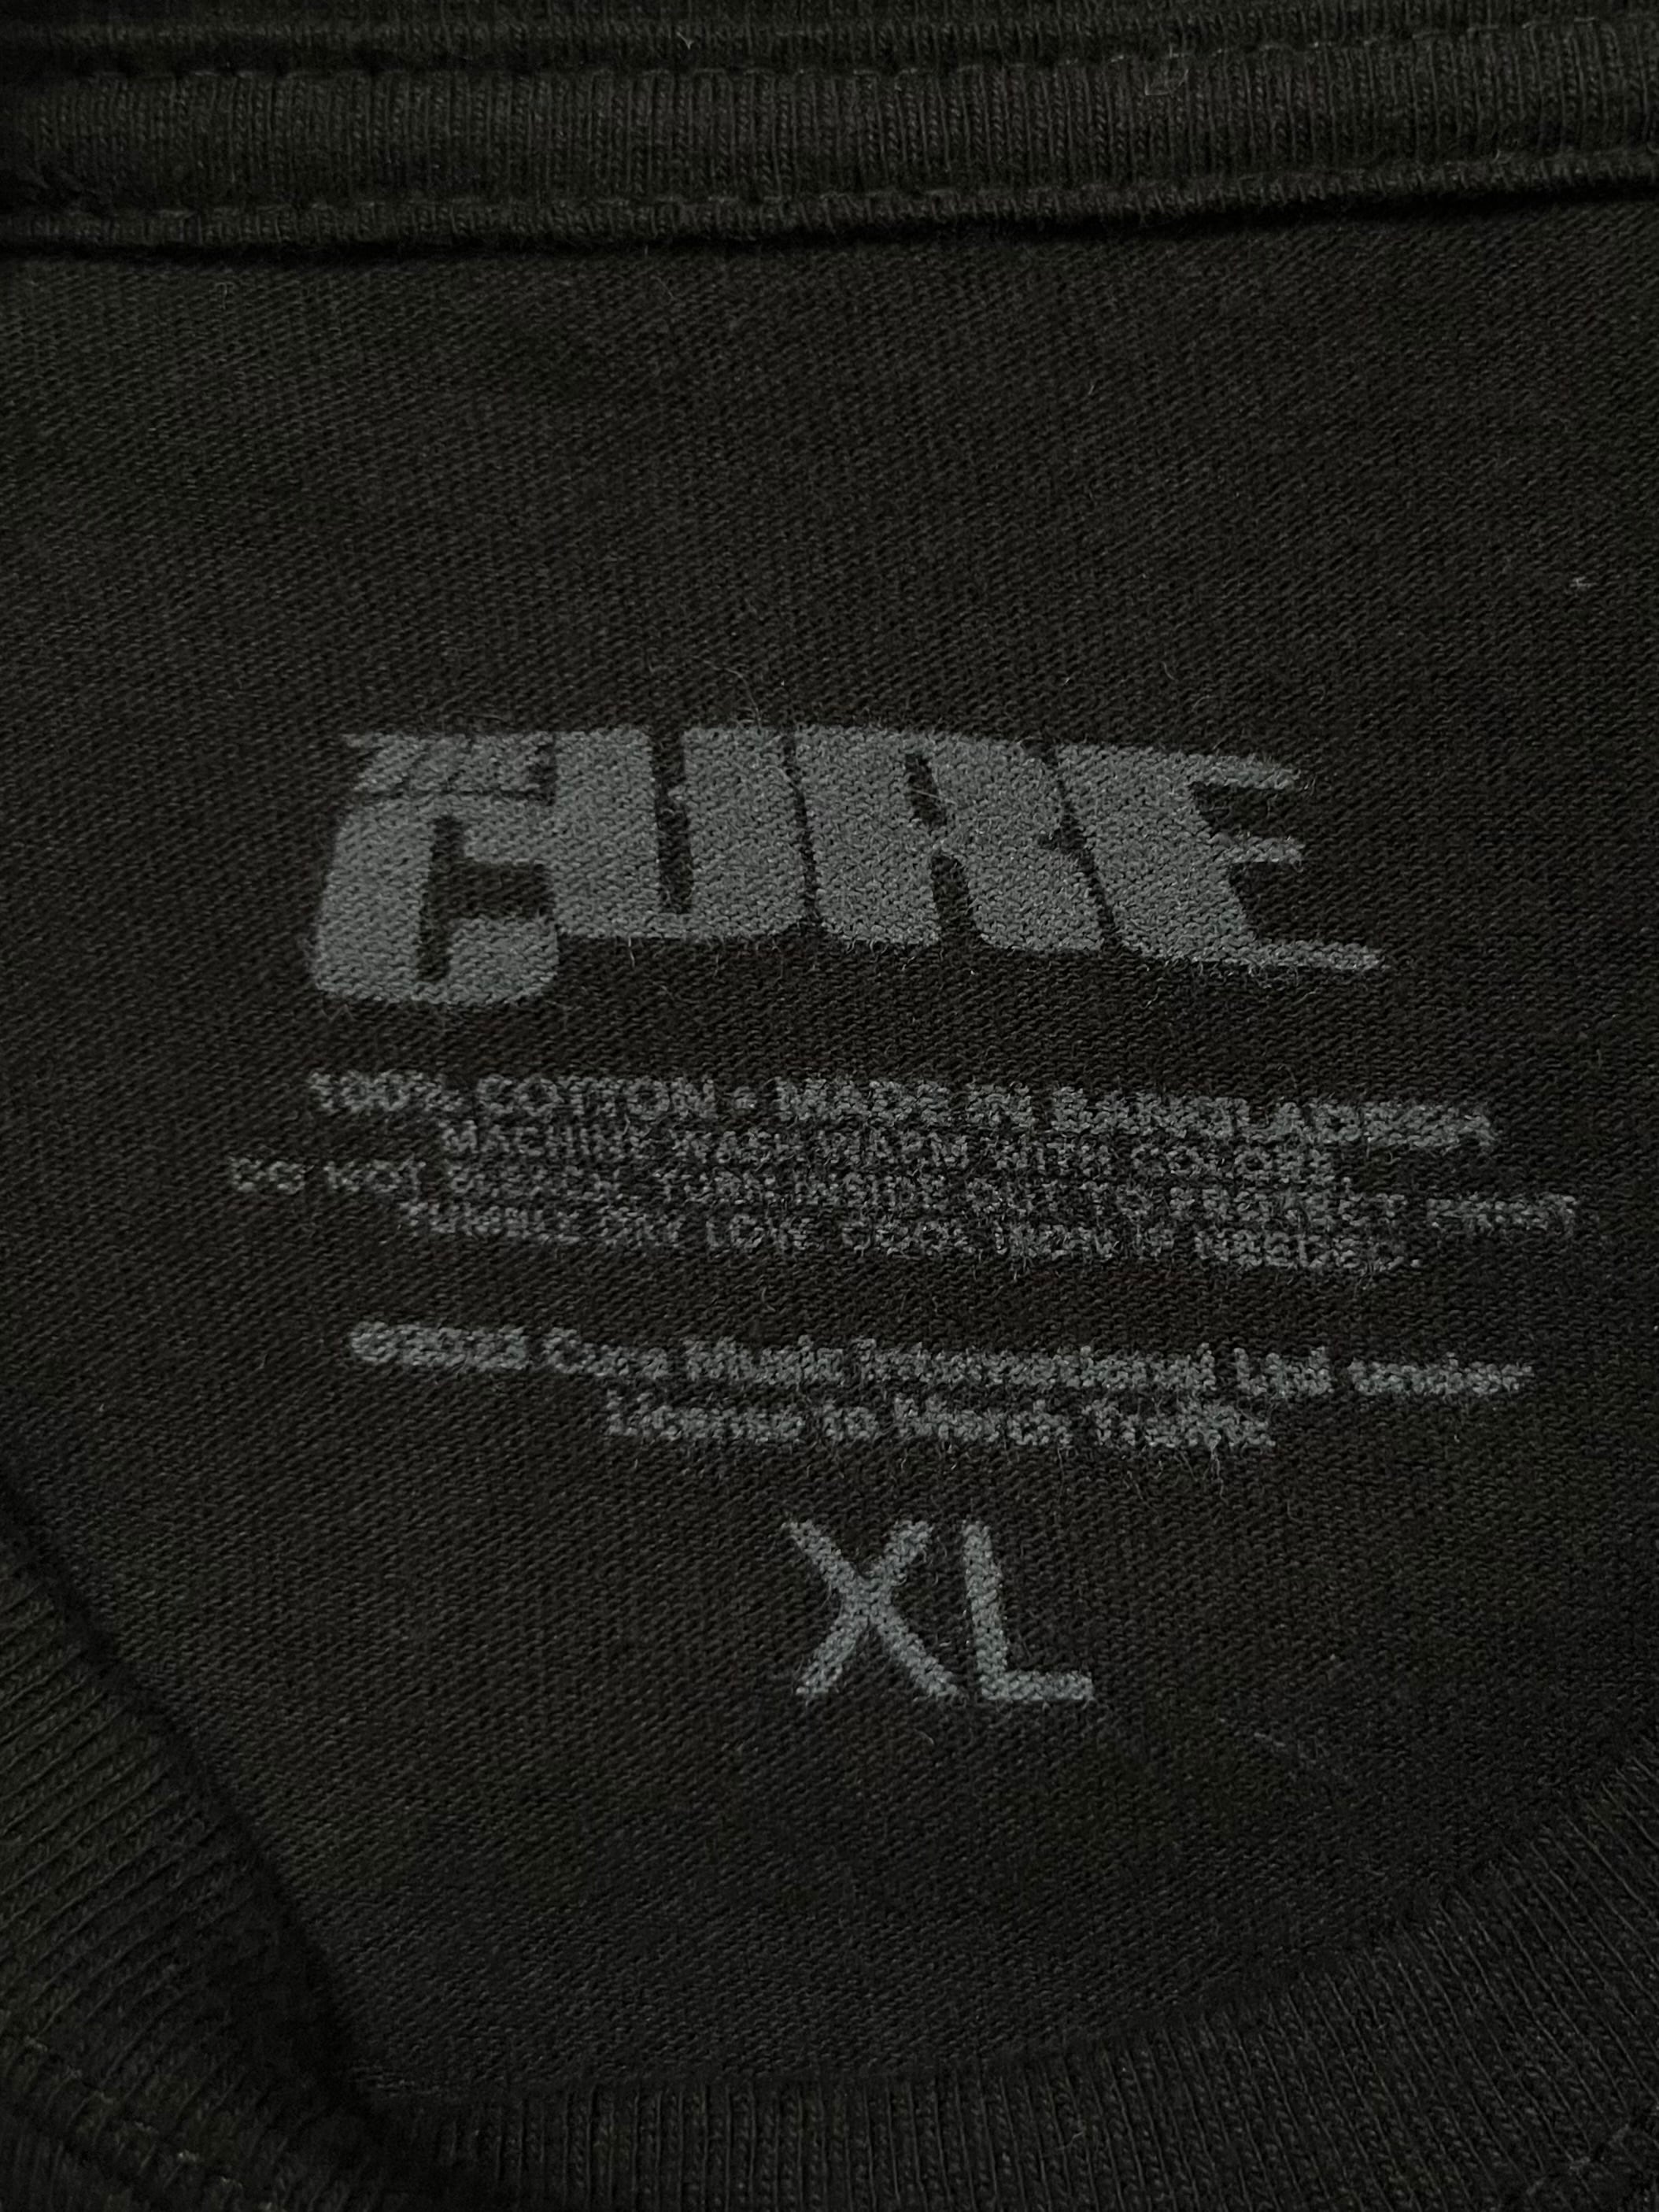 THE CURE
100% COTTON • MADE IN BANGLADESH
MACHINE WASH WARM WITH COLORS.
DO NOT BLEACH. TURN INSIDE OUT TO PROTECT PRINT.
TUMBLE DRY LOW. COOL IRON IF NEEDED.
©2023 Cure Music International Ltd under
License to Merch Traffic
XL